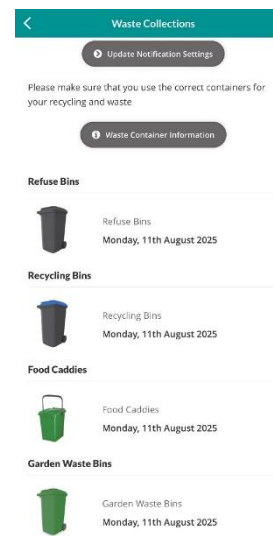 Waste Collections
Update Notification Settings
Please make sure that you use the correct containers for
your recycling and waste
Waste Container Information
Refuse Bins
Refuse Bins
Monday, 11th August 2025
Recycling Bins
Recycling Bins
Monday, 11th August 2025
Food Caddies
Food Caddies
Monday, 11th August 2025
Garden Waste Bins
Garden Waste Bins
Monday, 11th August 2025